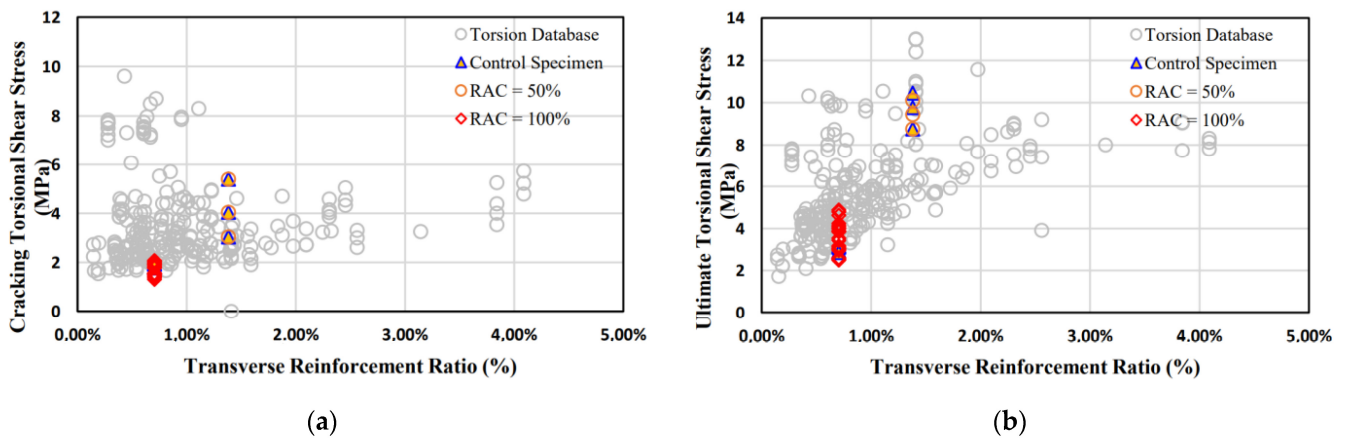 12
10
8
6
4
2
0
0.00% 1.00% 2.00% 3.00% 4.00% 5.00%
Cracking Torsional Shear Stress
(MPa)
Transverse Reinforcement Ratio (%)
Torsion Database
Control Specimen
RAC = 50%
RAC = 100%
(a)
14
12
10
8
6
4
2
0
0.00% 1.00% 2.00% 3.00% 4.00% 5.00%
Ultimate Torsional Shear Stress
(MPa)
Transverse Reinforcement Ratio (%)
Torsion Database
Control Specimen
RAC = 50%
RAC = 100%
(b)